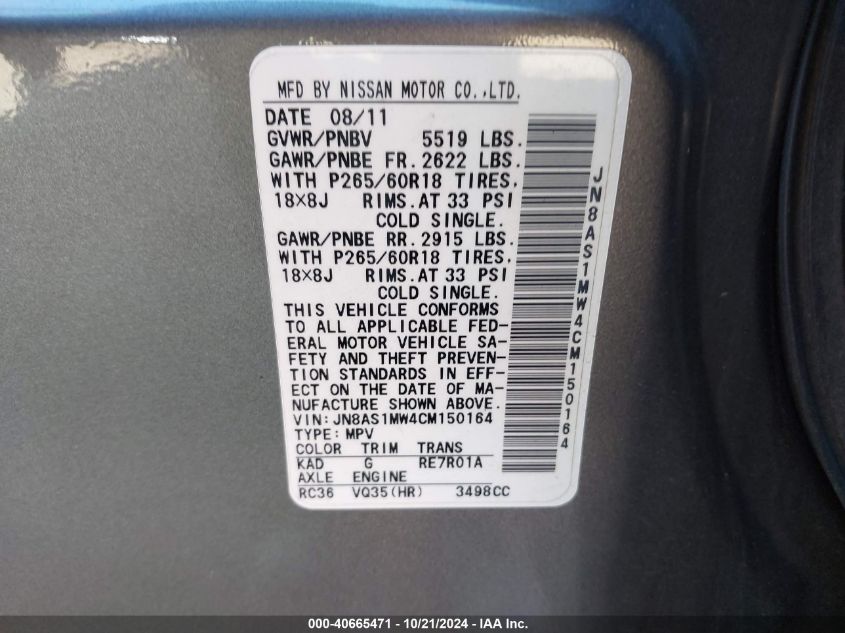 MFD BY NISSAN MOTOR CO.,LTD.
DATE 08/11
GVWR/PNBV 5519 LBS.
GAWR/PNBE FR. 2622 LBS.
WITH P265/60R18 TIRES,
18×8J RIMS. AT 33 PSI
COLD SINGLE.
GAWR/PNBE RR. 2915 LBS.
WITH P265/60R18 TIRES.
18×8J RIMS. AT 33 PSI
COLD SINGLE.
THIS VEHICLE CONFORMS
TO ALL APPLICABLE FED-
ERAL MOTOR VEHICLE SA-
FETY AND THEFT PREVEN-
TION STANDARDS IN EFF-
ECT ON THE DATE OF MA-
NUFACTURE SHOWN ABOVE.
VIN:JN8AS1MW4CM150164
TYPE:MPV
COLOR TRIM TRANS
KAD G RE7R01A
AXLE ENGINE
RC36 VQ35(HR) 3498CC
JN8AS1MW4CM150164
000-40665471 - 10/21/2024 - IAA Inc.